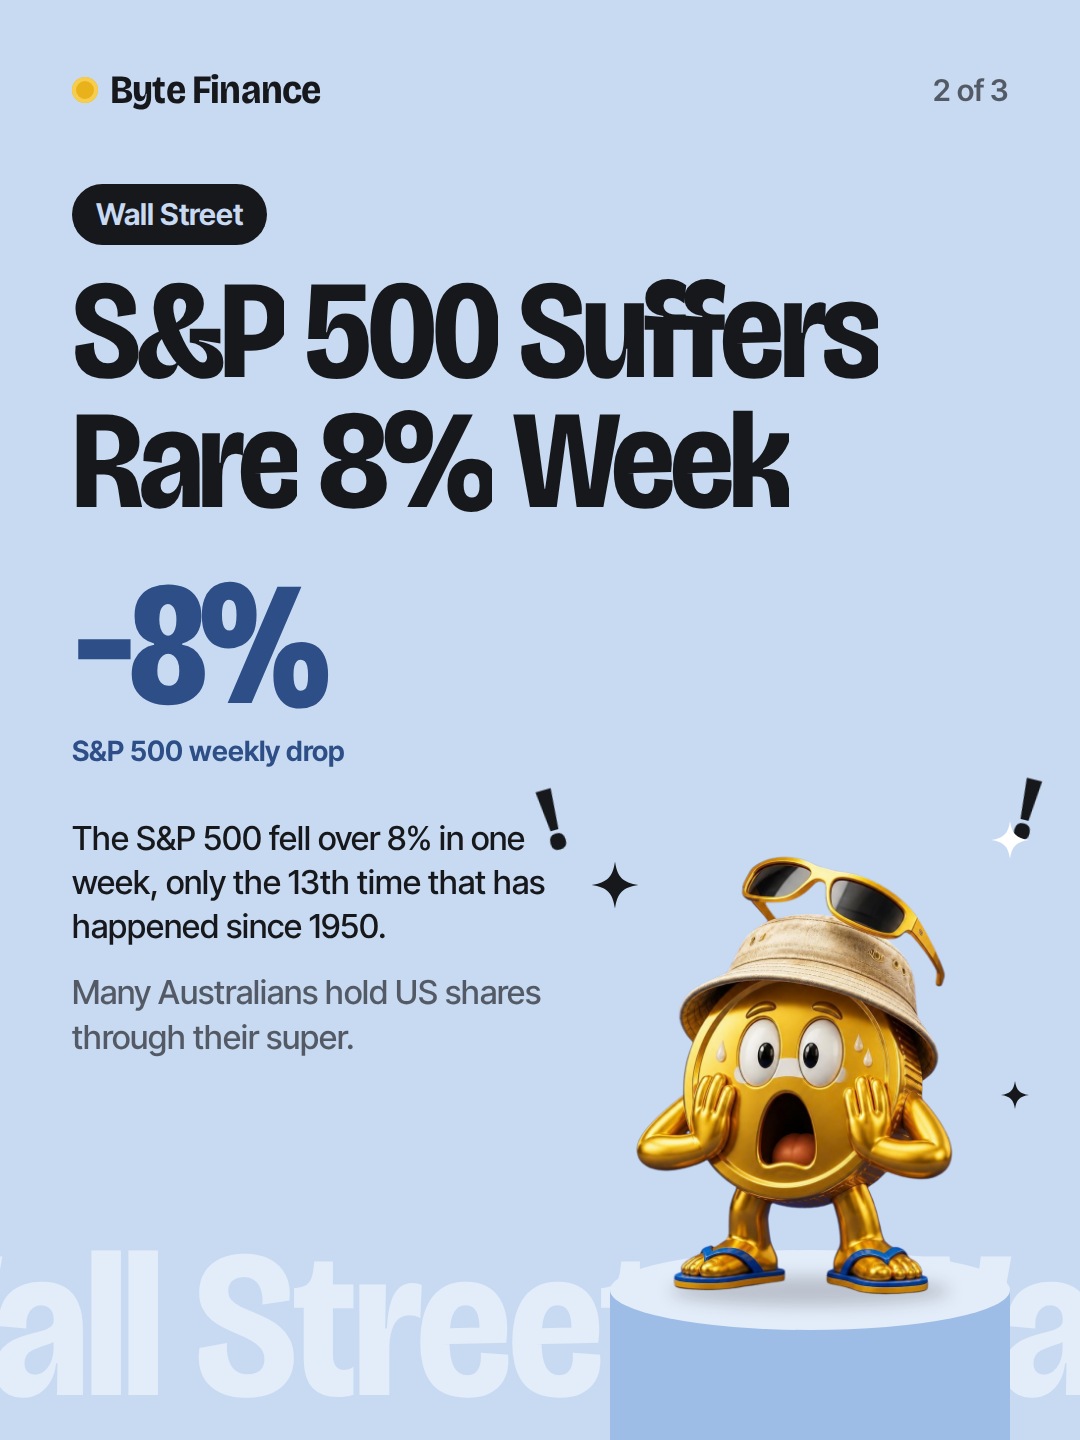 Byte Finance
2 of 3
Wall Street
S&P 500 Suffers
Rare 8% Week
-8%
S&P 500 weekly drop
The S&P 500 fell over 8% in one
week, only the 13th time that has
happened since 1950.
Many Australians hold US shares
through their super.
! !
all Street